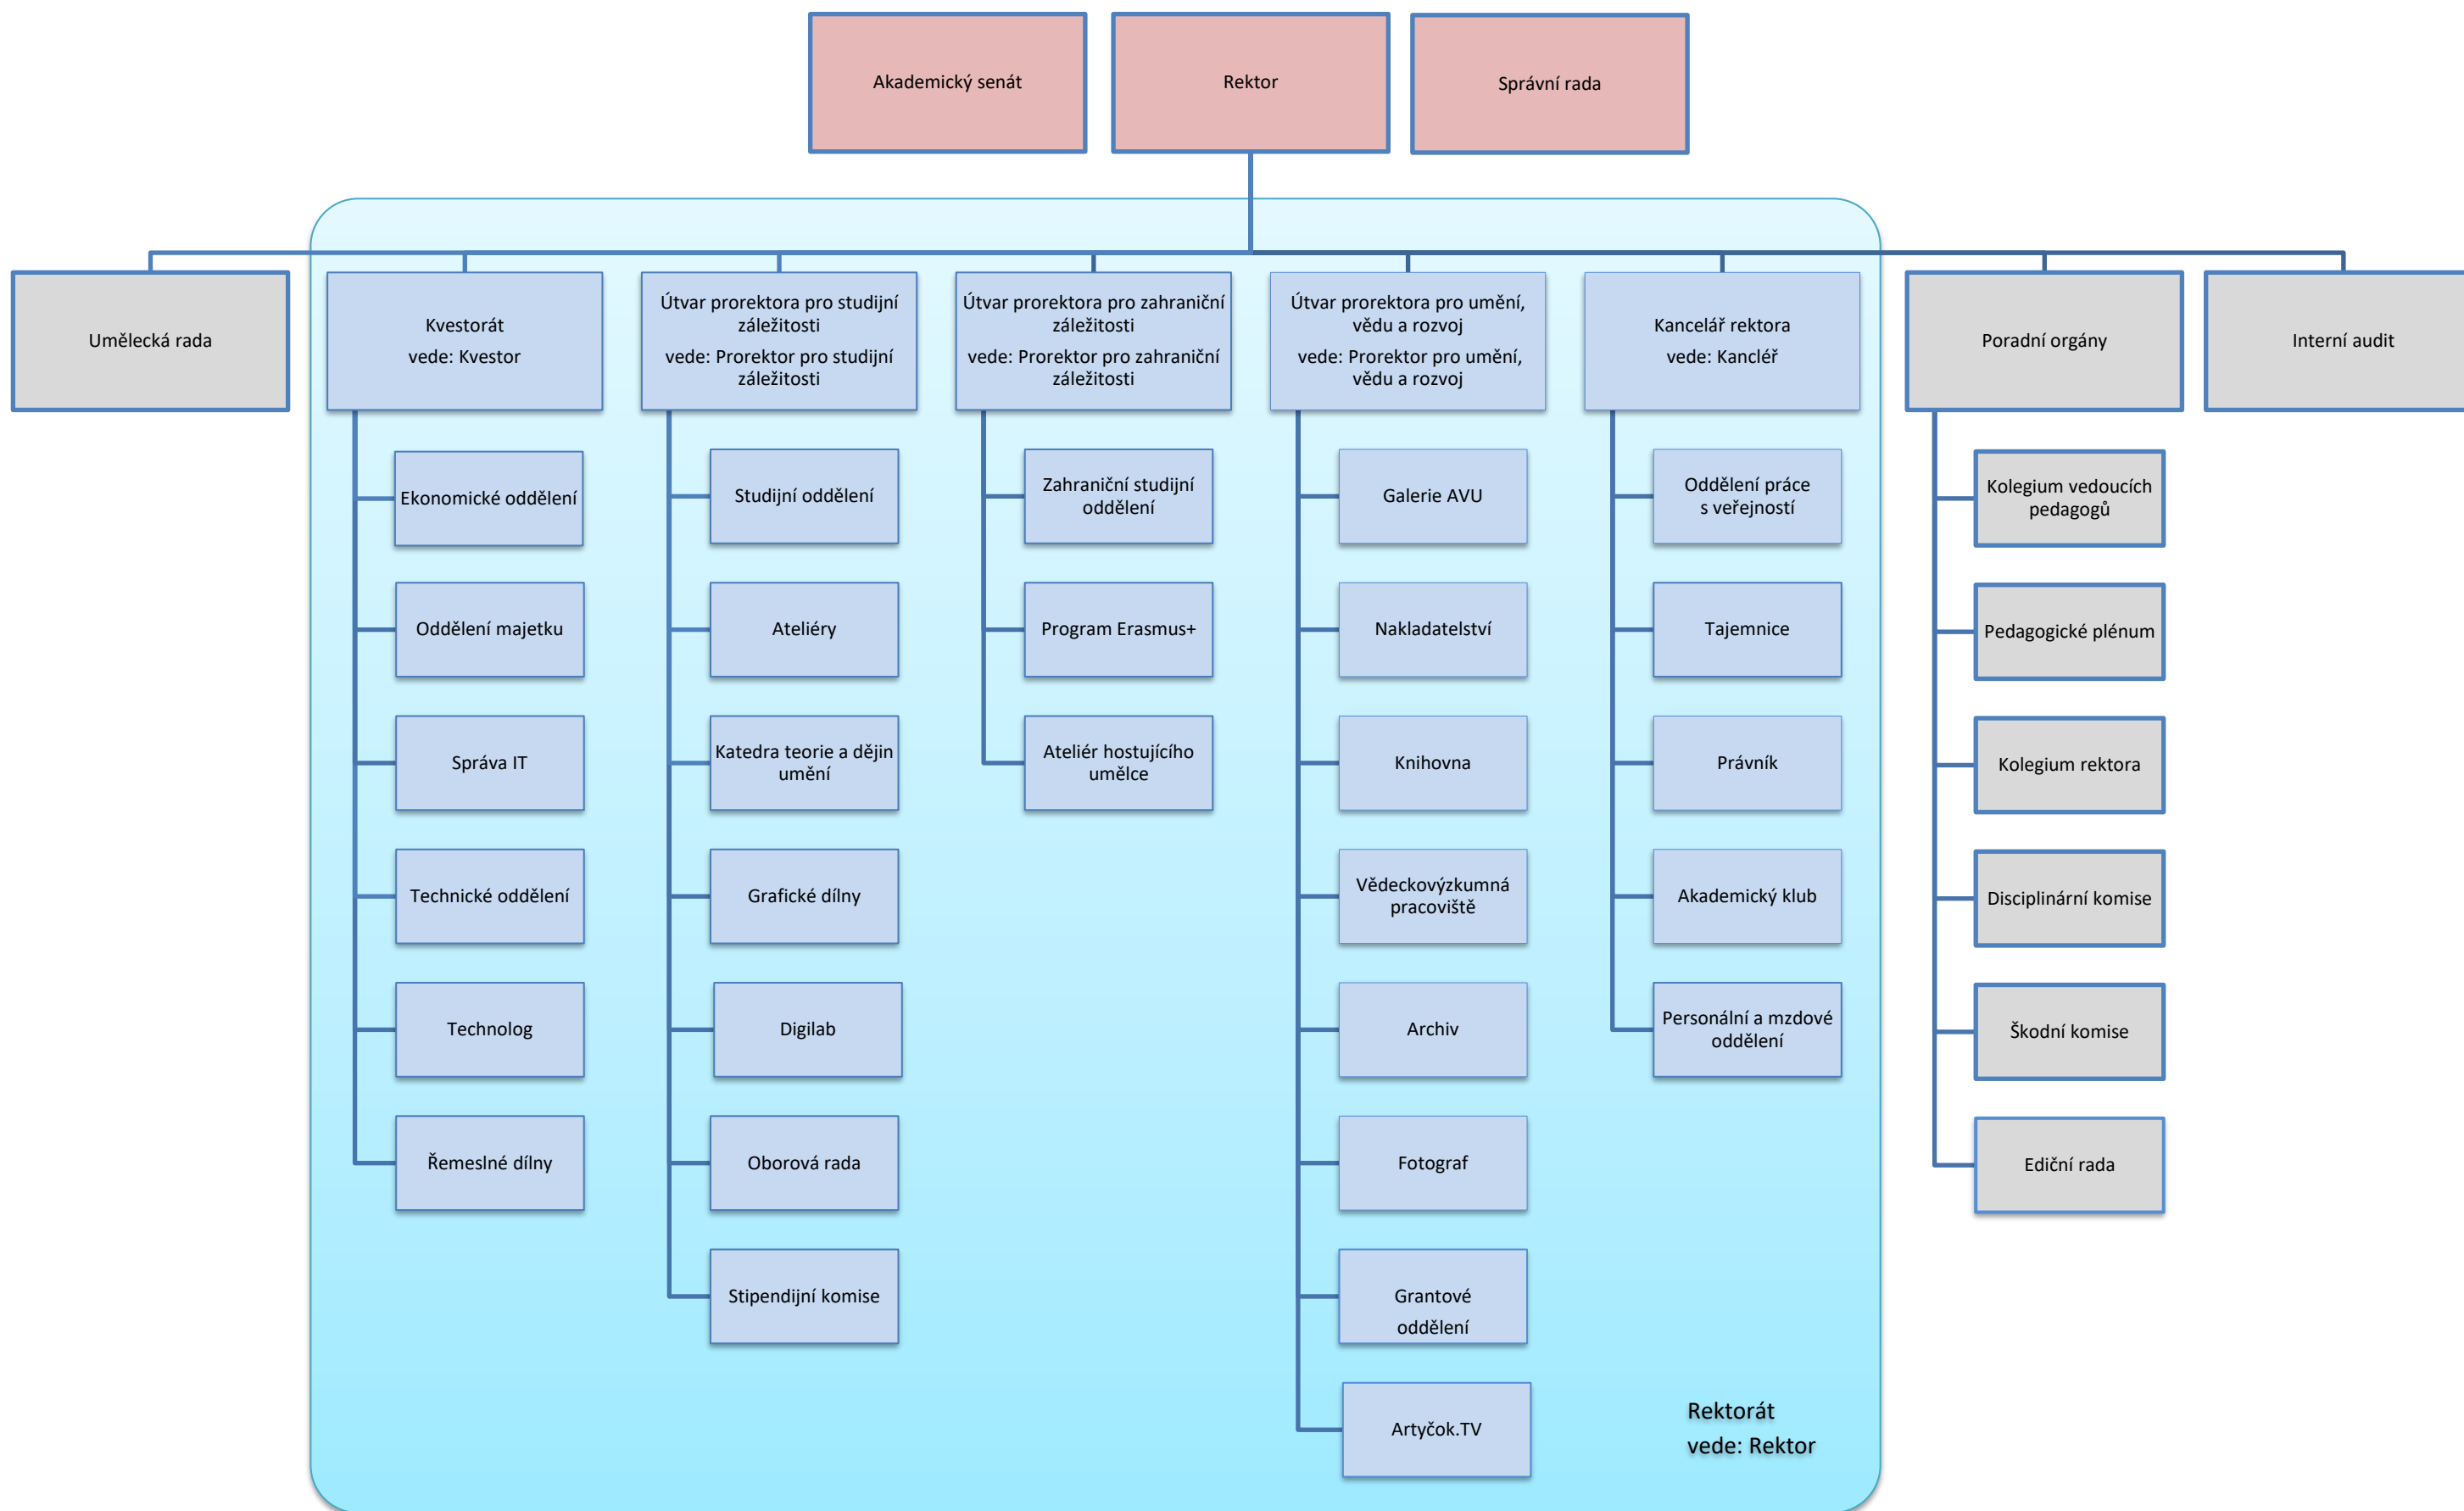 Akademický senát
Rektor
Správní rada
Umělecká rada
Kvestorát
vede: Kvestor
Útvar prorektora pro studijní
záležitosti
vede: Prorektor pro studijní
záležitosti
Útvar prorektora pro zahraniční
záležitosti
vede: Prorektor pro zahraniční
záležitosti
Útvar prorektora pro umění,
vědu a rozvoj
vede: Prorektor pro umění,
vědu a rozvoj
Kancelář rektora
vede: Kancléř
Poradní orgány
Interní audit
Ekonomické oddělení
Oddělení majetku
Správa IT
Technické oddělení
Technolog
Řemeslné dílny
Studijní oddělení
Ateliéry
Katedra teorie a dějin
umění
Grafické dílny
Digilab
Oborová rada
Stipendijní komise
Zahraniční studijní
oddělení
Program Erasmus+
Ateliér hostujícího
umělce
Galerie AVU
Nakladatelství
Knihovna
Vědeckovýzkumná
pracoviště
Archiv
Fotograf
Grantové
oddělení
Artyčok.TV
Oddělení práce
s veřejností
Tajemnice
Právník
Akademický klub
Personální a mzdové
oddělení
Kolegium vedoucích
pedagogů
Pedagogické plénum
Kolegium rektora
Disciplinární komise
Škodní komise
Ediční rada
Rektorát
vede: Rektor